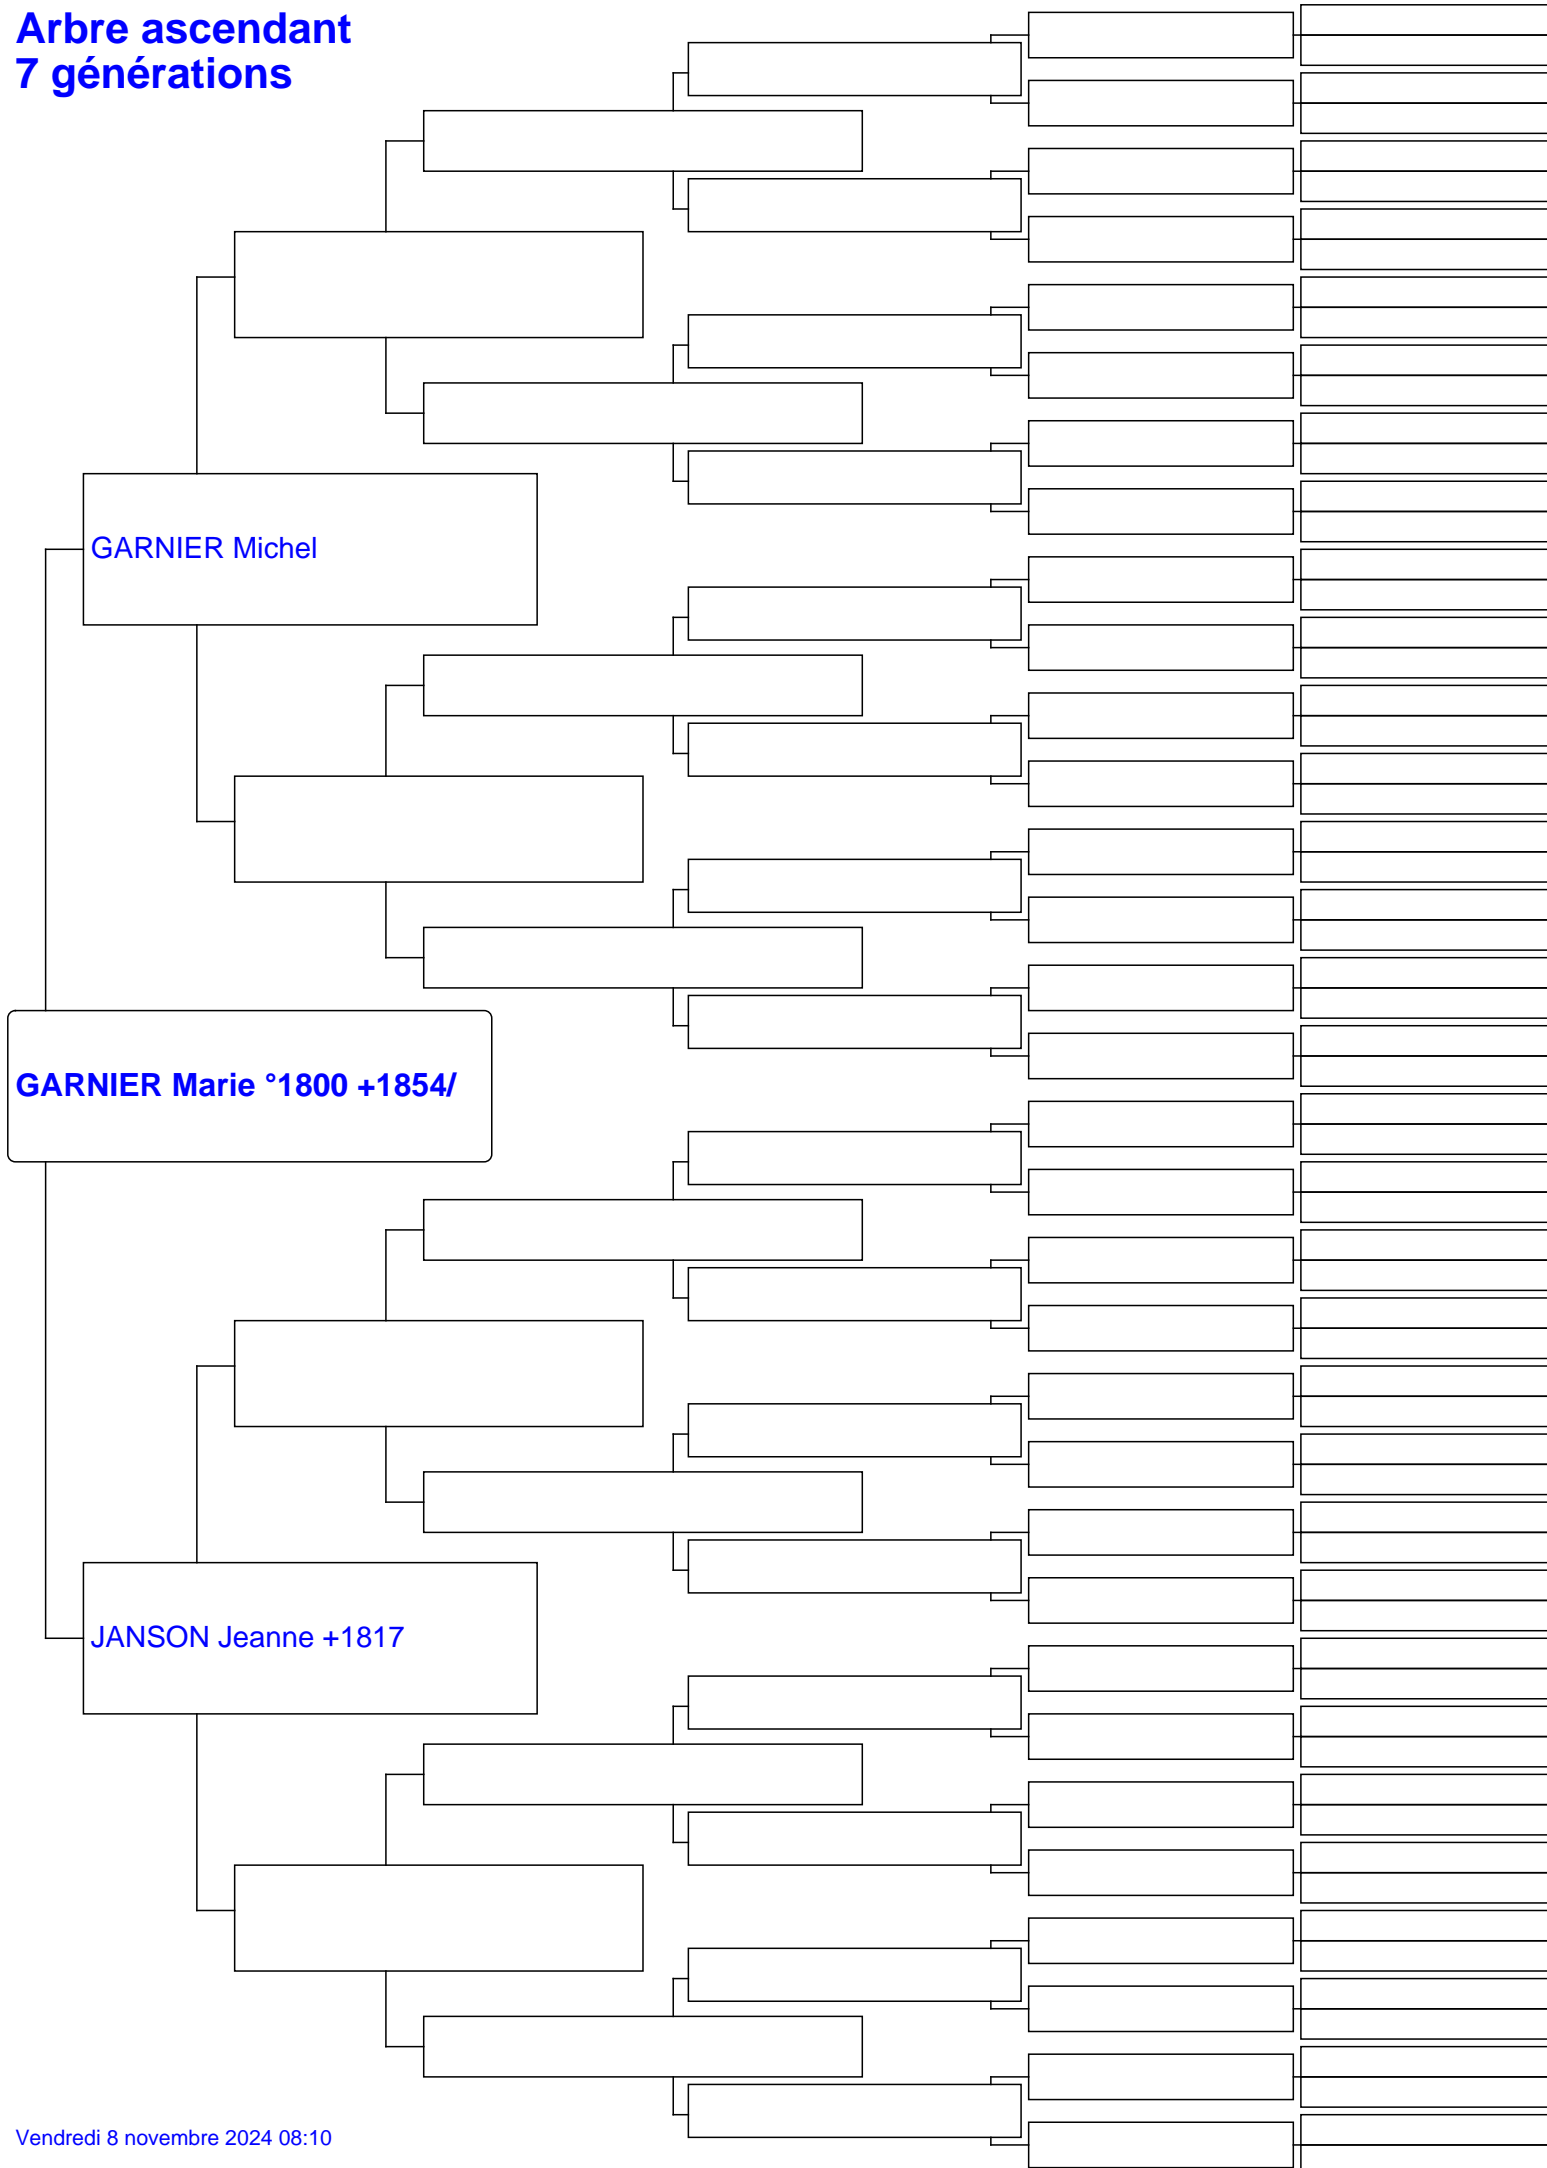 Arbre ascendant
7 générations
GARNIER Michel
GARNIER Marie °1800 +1854/
JANSON Jeanne +1817
Vendredi 8 novembre 2024 08:10